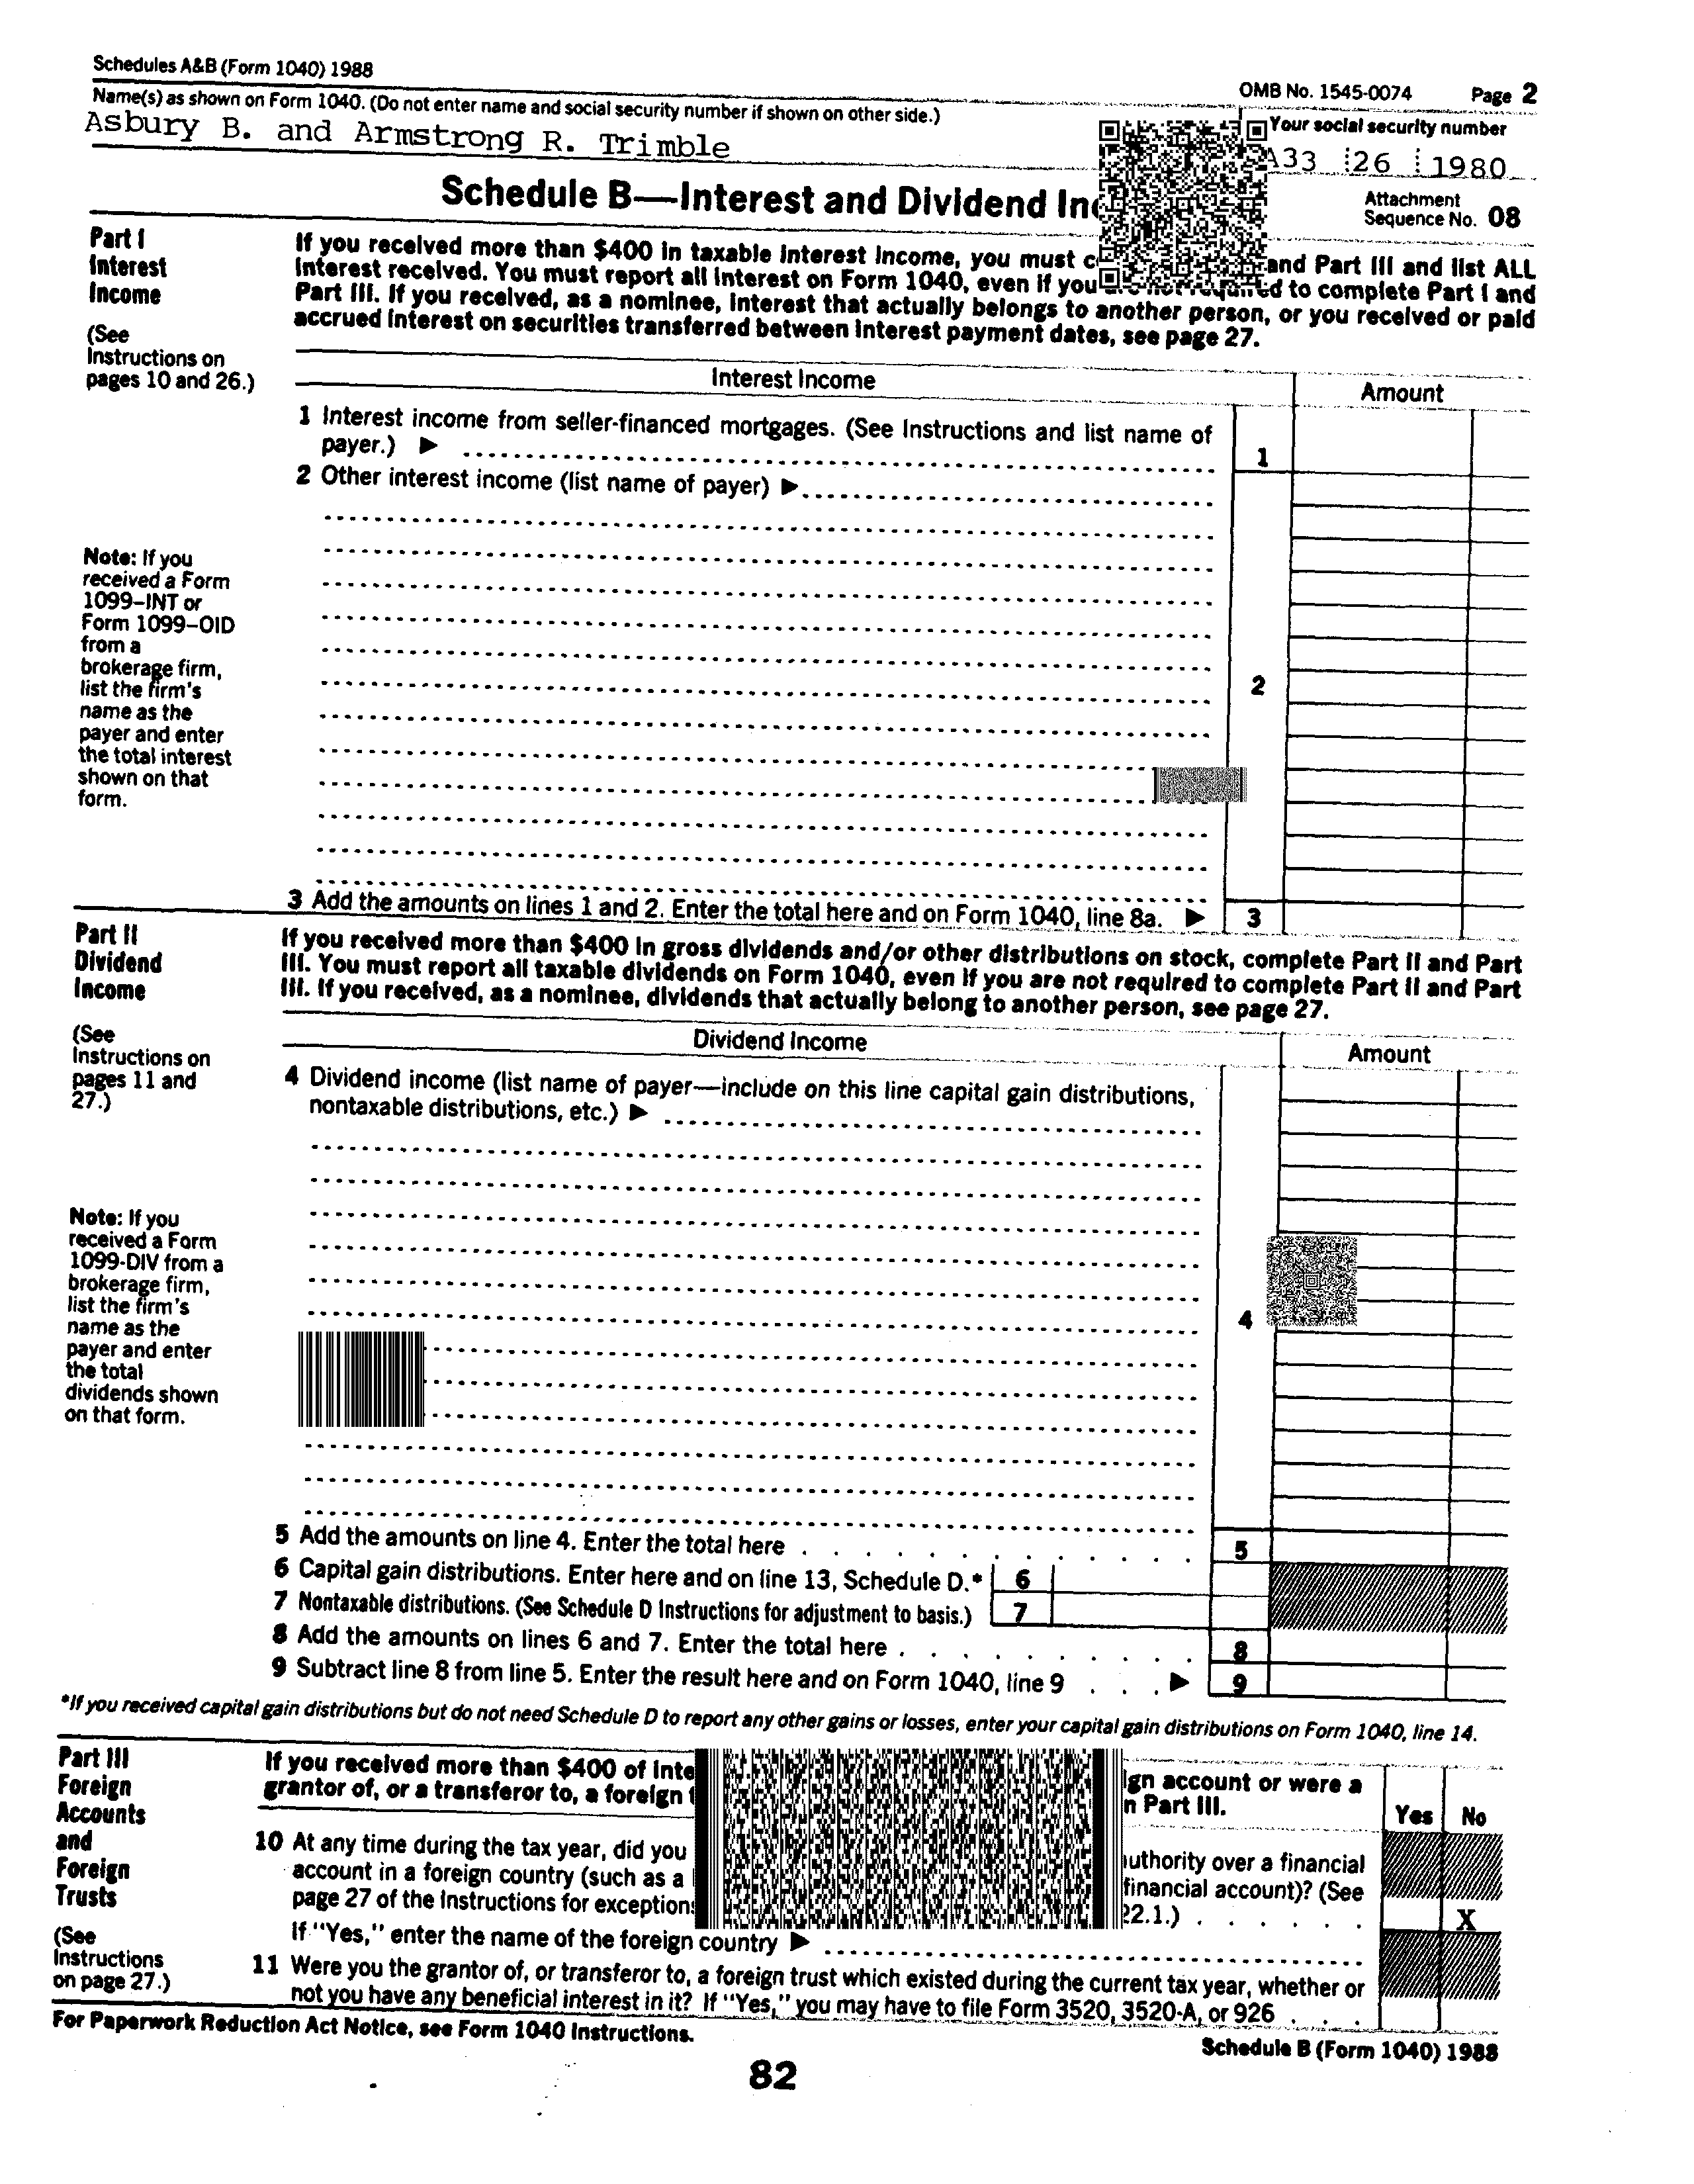 Schedules A&B (Form 1040) 1988
OMB No. 1545-0074 Page 2
Name(s) as shown on Form 1040. (Do not enter name and social security number if shown on other side.)
Your social security number
Asbury B. and Armstrong R. Trimble
A33 26 1980
Schedule B—Interest and Dividend
Attachment
Sequence No. 08
Part I
Interest
Income
(See
Instructions on
pages 10 and 26.)
If you received more than $400 in taxable interest income, you must and Part III and list ALL
interest received. You must report all interest on Form 1040, even if you are not required to complete Part I and
Part III. If you received, as a nominee, interest that actually belongs to another person, or you received or paid
accrued interest on securities transferred between interest payment dates, see page 27.
Interest Income
Amount
1 Interest income from seller-financed mortgages. (See Instructions and list name of
payer.) ▶
1
2 Other interest income (list name of payer) ▶
Note: If you
received a Form
1099–INT or
Form 1099–OID
from a
brokerage firm,
list the firm's
name as the
payer and enter
the total interest
shown on that
form.
2
3 Add the amounts on lines 1 and 2. Enter the total here and on Form 1040, line 8a. ▶ 3
Part II
Dividend
Income
(See
Instructions on
pages 11 and
27.)
If you received more than $400 in gross dividends and/or other distributions on stock, complete Part II and Part
III. You must report all taxable dividends on Form 1040, even if you are not required to complete Part II and Part
III. If you received, as a nominee, dividends that actually belong to another person, see page 27.
Dividend Income
Amount
4 Dividend income (list name of payer—include on this line capital gain distributions,
nontaxable distributions, etc.) ▶
Note: If you
received a Form
1099-DIV from a
brokerage firm,
list the firm's
name as the
payer and enter
the total
dividends shown
on that form.
4
5 Add the amounts on line 4. Enter the total here . . . . . . . . . . . . 5
6 Capital gain distributions. Enter here and on line 13, Schedule D.* 6
7 Nontaxable distributions. (See Schedule D Instructions for adjustment to basis.) 7
8 Add the amounts on lines 6 and 7. Enter the total here . . . . . . . . . . 8
9 Subtract line 8 from line 5. Enter the result here and on Form 1040, line 9 . . . ▶ 9
*If you received capital gain distributions but do not need Schedule D to report any other gains or losses, enter your capital gain distributions on Form 1040, line 14.
Part III
Foreign
Accounts
and
Foreign
Trusts
(See
Instructions
on page 27.)
If you received more than $400 of account or were a
grantor of, or a transferor to, a foreign Part III.
Yes No
10 At any time during the tax year, did you authority over a financial
account in a foreign country (such as a financial account)? (See
page 27 of the Instructions for exceptions 22.1.) . . . . . . X
If "Yes," enter the name of the foreign country ▶
11 Were you the grantor of, or transferor to, a foreign trust which existed during the current tax year, whether or
not you have any beneficial interest in it? If "Yes," you may have to file Form 3520, 3520-A, or 926 . . .
For Paperwork Reduction Act Notice, see Form 1040 Instructions.
Schedule B (Form 1040) 1988
82